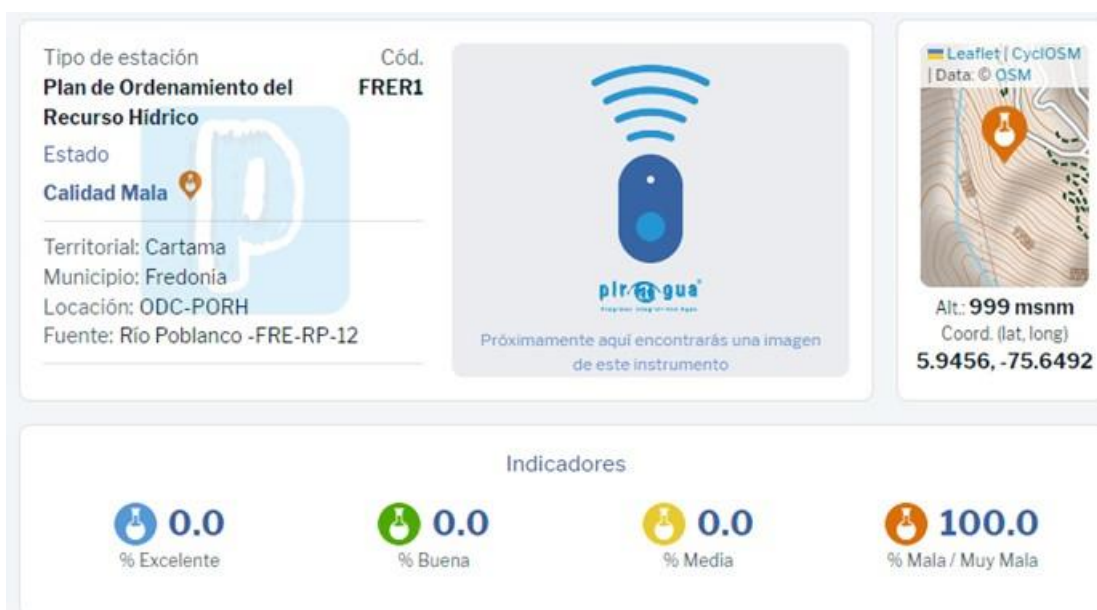 Tipo de estación
Cód.
Plan de Ordenamiento del
FRER1
Recurso Hídrico
Estado
Calidad Mala
Territorial: Cartama
Municipio: Fredonia
Locación: ODC-PORH
Fuente: Río Poblanco -FRE-RP-12
piragua
Próximamente aquí encontrarás una imagen
de este instrumento
Leaflet | CyclOSM
| Data: © OSM
Alt.: 999 msnm
Coord. (lat, long)
5.9456, -75.6492
Indicadores
0.0
% Excelente
0.0
% Buena
0.0
% Media
100.0
% Mala / Muy Mala